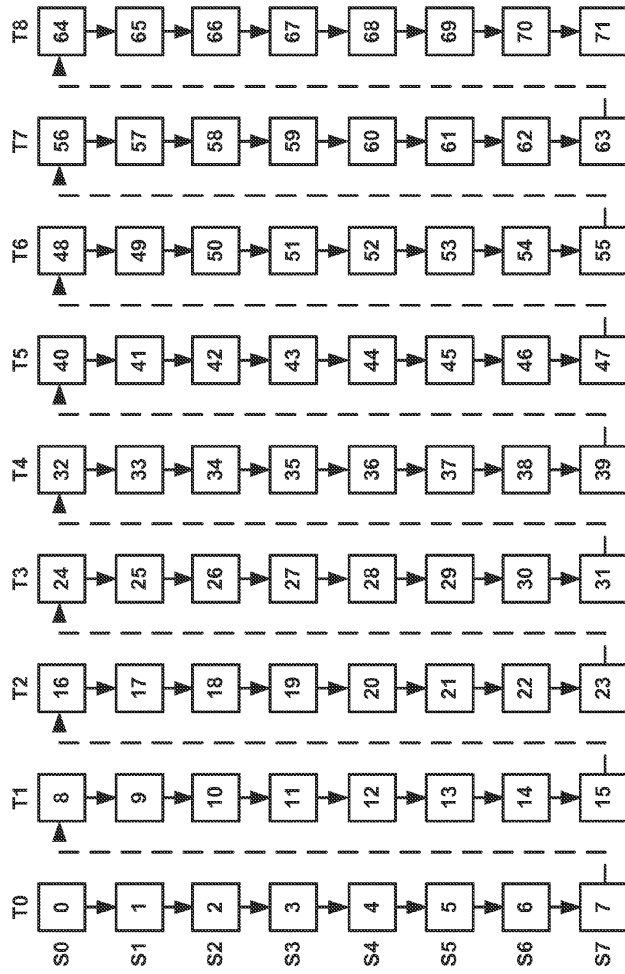 T0 T1 T2 T3 T4 T5 T6 T7 T8
S0 0 8 16 24 32 40 48 56 64
S1 1 9 17 25 33 41 49 57 65
S2 2 10 18 26 34 42 50 58 66
S3 3 11 19 27 35 43 51 59 67
S4 4 12 20 28 36 44 52 60 68
S5 5 13 21 29 37 45 53 61 69
S6 6 14 22 30 38 46 54 62 70
S7 7 15 23 31 39 47 55 63 71